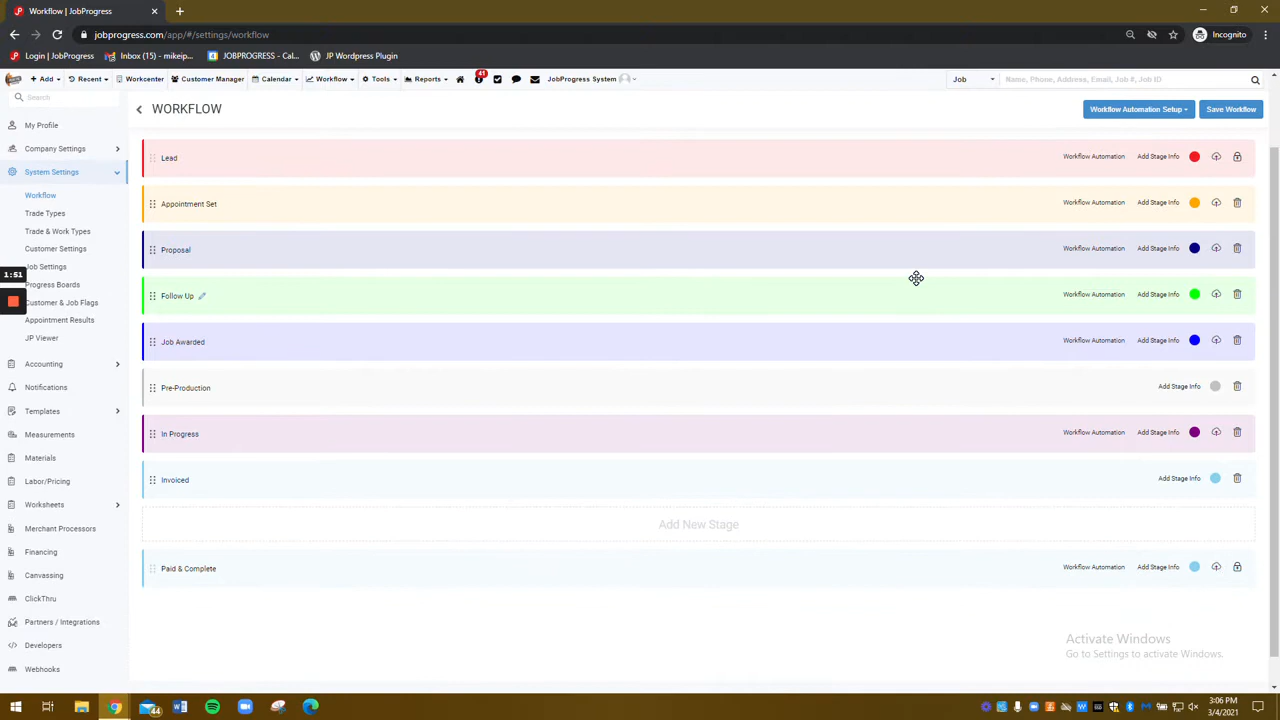 Workflow | JobProgress
jobprogress.com/app/#/settings/workflow
Incognito
Login | JobProgress
Inbox (15) - mikeip...
JOBPROGRESS - Cal...
JP Wordpress Plugin
Add
Recent
Workcenter
Customer Manager
Calendar
Workflow
Tools
Reports
41
JobProgress System
Job
Name, Phone, Address, Email, Job #, Job ID
Search
WORKFLOW
Workflow Automation Setup
Save Workflow
My Profile
Company Settings
System Settings
Workflow
Trade Types
Trade & Work Types
Customer Settings
Job Settings
Progress Boards
Customer & Job Flags
Appointment Results
JP Viewer
Accounting
Notifications
Templates
Measurements
Materials
Labor/Pricing
Worksheets
Merchant Processors
Financing
Canvassing
ClickThru
Partners / Integrations
Developers
Webhooks
1:51
Lead
Workflow Automation Add Stage Info
Appointment Set
Workflow Automation Add Stage Info
Proposal
Workflow Automation Add Stage Info
Follow Up
Workflow Automation Add Stage Info
Job Awarded
Workflow Automation Add Stage Info
Pre-Production
Add Stage Info
In Progress
Workflow Automation Add Stage Info
Invoiced
Add Stage Info
Add New Stage
Paid & Complete
Workflow Automation Add Stage Info
Activate Windows
Go to Settings to activate Windows.
44
3:06 PM
3/4/2021